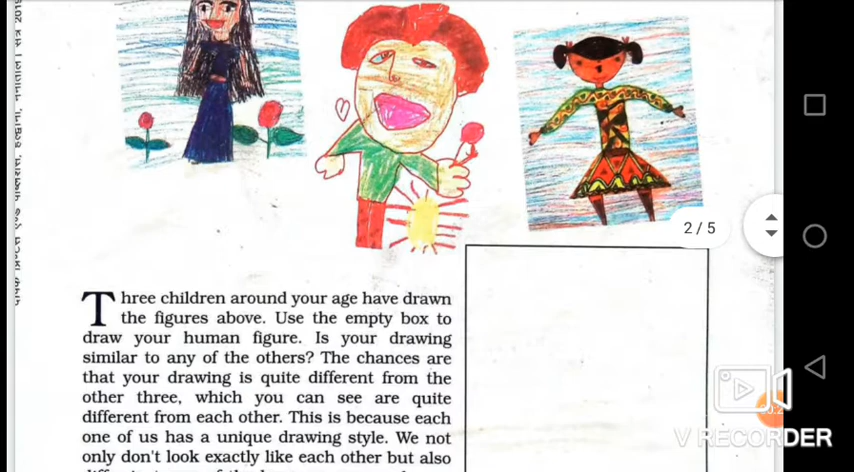 2 / 5
Three children around your age have drawn
the figures above. Use the empty box to
draw your human figure. Is your drawing
similar to any of the others? The chances are
that your drawing is quite different from the
other three, which you can see are quite
different from each other. This is because each
one of us has a unique drawing style. We not
only don't look exactly like each other but also
V RECORDER